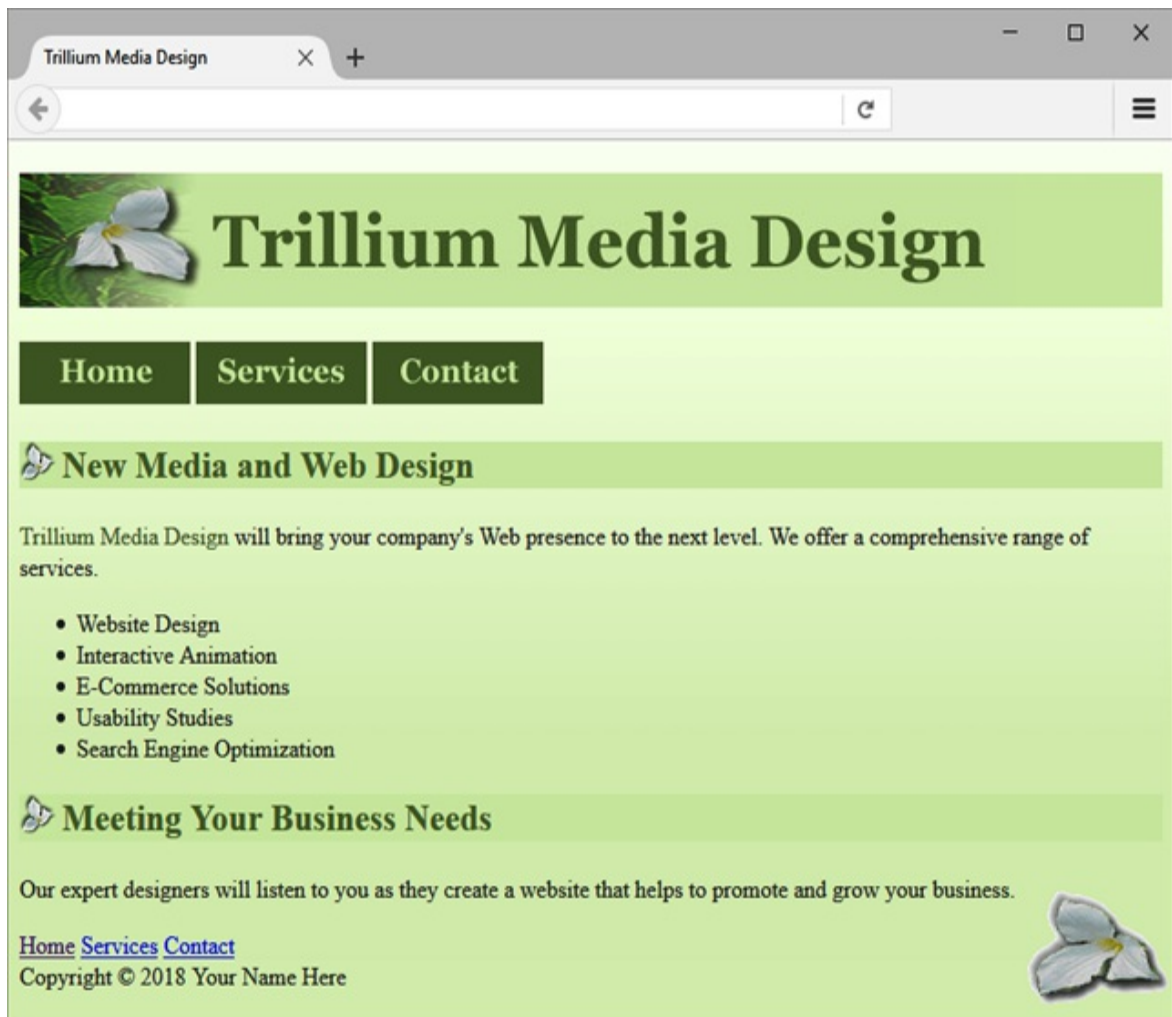 Trillium Media Design
Trillium Media Design
Home Services Contact
New Media and Web Design
Trillium Media Design will bring your company's Web presence to the next level. We offer a comprehensive range of
services.
• Website Design
• Interactive Animation
• E-Commerce Solutions
• Usability Studies
• Search Engine Optimization
Meeting Your Business Needs
Our expert designers will listen to you as they create a website that helps to promote and grow your business.
Home Services Contact
Copyright © 2018 Your Name Here